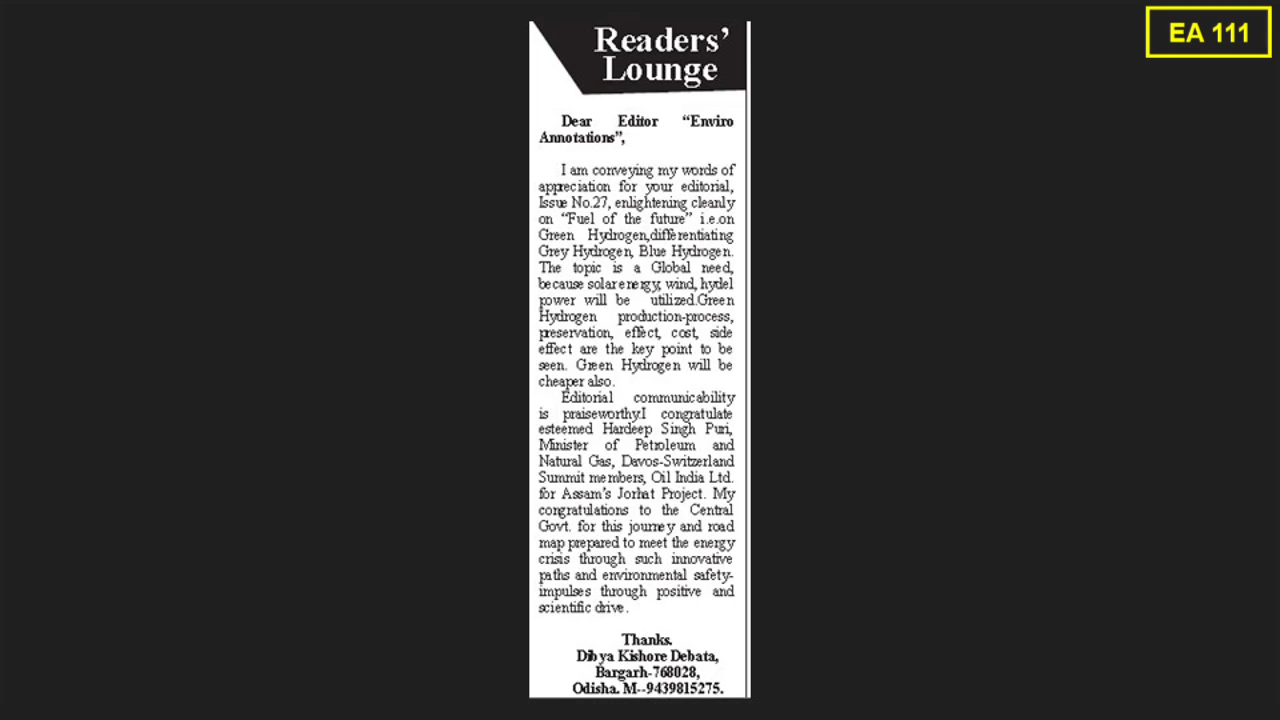 EA 111
Readers’
Lounge
Dear Editor “Enviro
Annotations”,
I am conveying my words of
appreciation for your editorial,
Issue No.27, enlightening cleanly
on “Fuel of the future” i.e.on
Green Hydrogen,differentiating
Grey Hydrogen, Blue Hydrogen.
The topic is a Global need,
because solar energy, wind, hydel
power will be utilized.Green
Hydrogen production-process,
preservation, effect, cost, side
effect are the key point to be
seen. Green Hydrogen will be
cheaper also.
Editorial communicability
is praiseworthy.I congratulate
esteemed Hardeep Singh Puri,
Minister of Petroleum and
Natural Gas, Davos-Switzerland
Summit members, Oil India Ltd.
for Assam’s Jorhat Project. My
congratulations to the Central
Govt. for this journey and road
map prepared to meet the energy
crisis through such innovative
paths and environmental safety-
impulses through positive and
scientific drive.
Thanks.
Dibya Kishore Debata,
Bargarh-768028,
Odisha. M--9439815275.